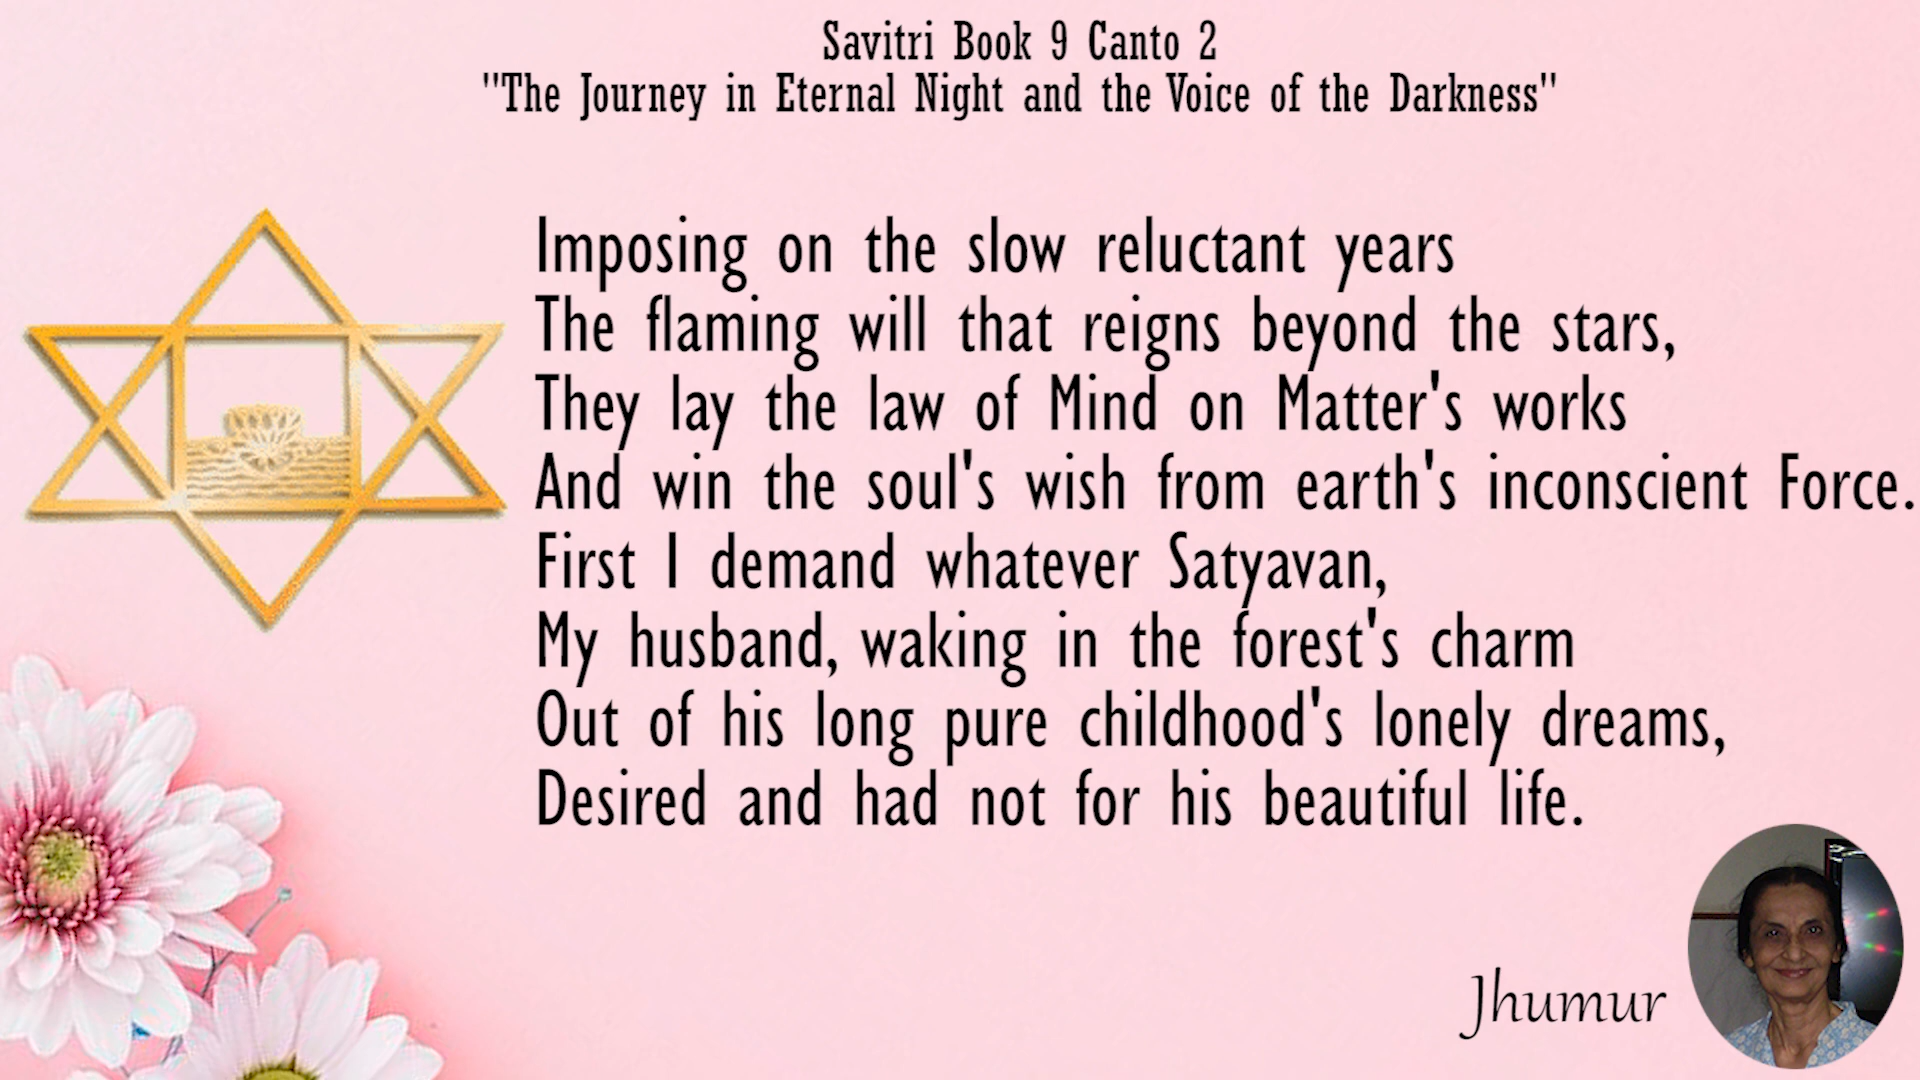 Savitri Book 9 Canto 2
"The Journey in Eternal Night and the Voice of the Darkness"
Imposing on the slow reluctant years
The flaming will that reigns beyond the stars,
They lay the law of Mind on Matter's works
And win the soul's wish from earth's inconscient Force.
First I demand whatever Satyavan,
My husband, waking in the forest's charm
Out of his long pure childhood's lonely dreams,
Desired and had not for his beautiful life.
Jhumur